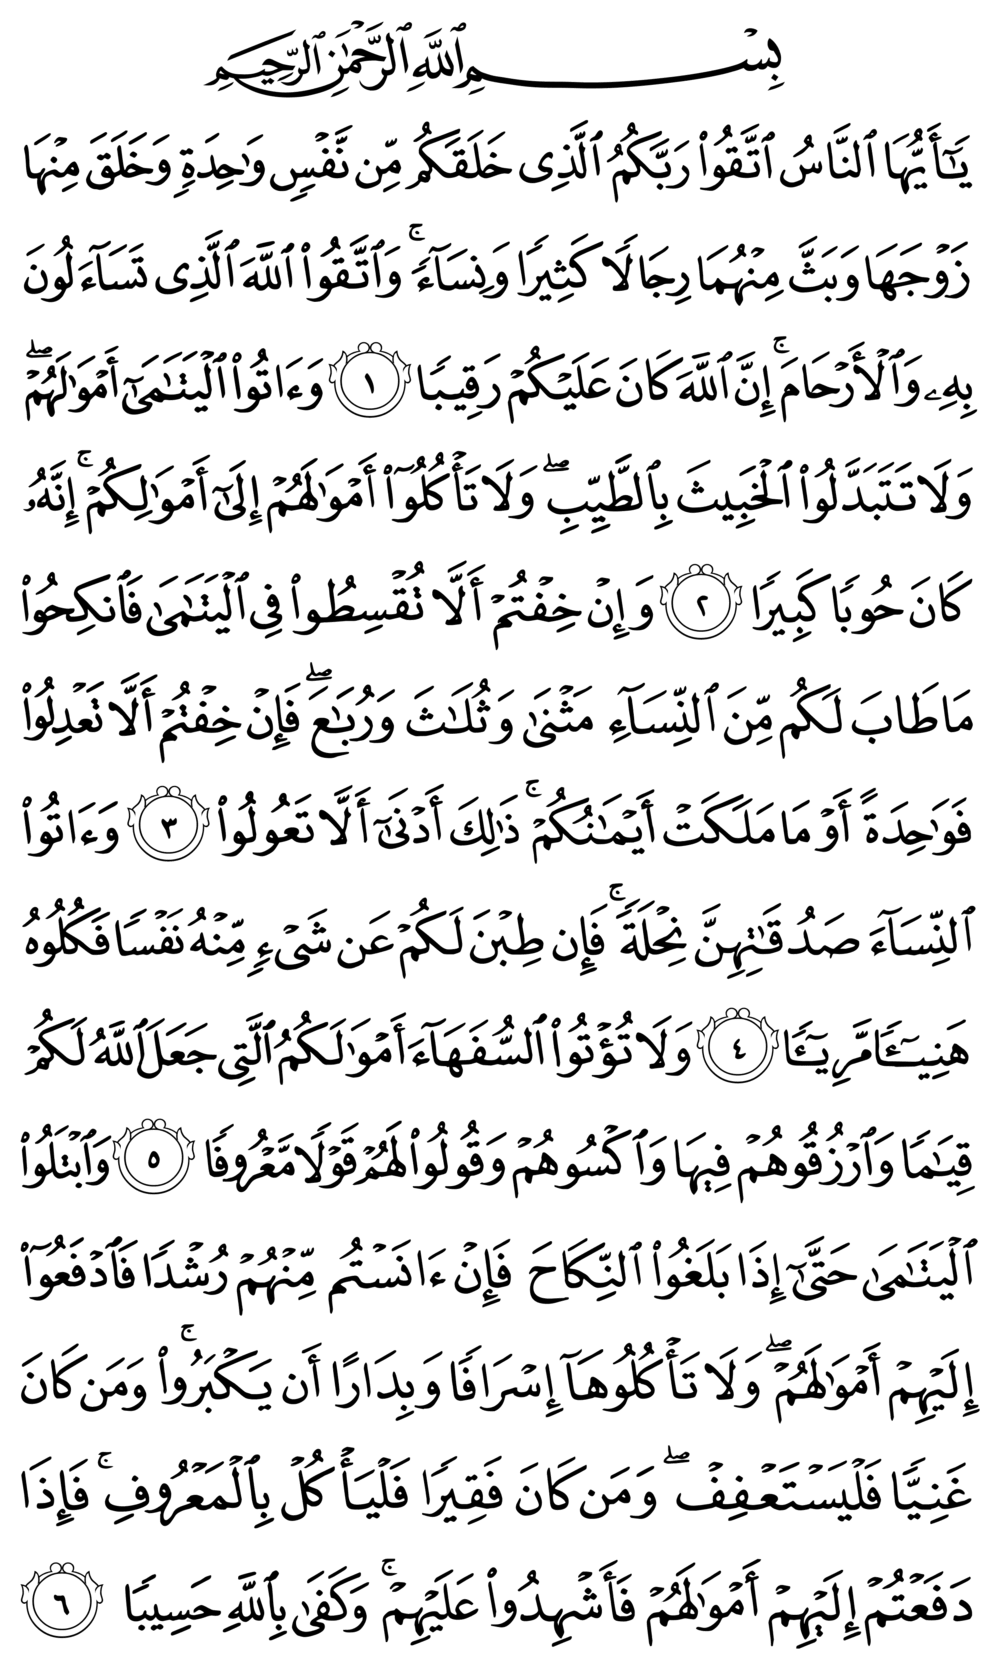 بِسْمِ ٱللَّهِ ٱلرَّحْمَٰنِ ٱلرَّحِيمِ
يَٰٓأَيُّهَا ٱلنَّاسُ ٱتَّقُوا۟ رَبَّكُمُ ٱلَّذِى خَلَقَكُم مِّن نَّفْسٍ وَٰحِدَةٍ وَخَلَقَ مِنْهَا
زَوْجَهَا وَبَثَّ مِنْهُمَا رِجَالًا كَثِيرًا وَنِسَآءً ۚ وَٱتَّقُوا۟ ٱللَّهَ ٱلَّذِى تَسَآءَلُونَ
بِهِۦ وَٱلْأَرْحَامَ ۚ إِنَّ ٱللَّهَ كَانَ عَلَيْكُمْ رَقِيبًا ١ وَءَاتُوا۟ ٱلْيَتَٰمَىٰٓ أَمْوَٰلَهُمْ ۖ
وَلَا تَتَبَدَّلُوا۟ ٱلْخَبِيثَ بِٱلطَّيِّبِ ۖ وَلَا تَأْكُلُوٓا۟ أَمْوَٰلَهُمْ إِلَىٰٓ أَمْوَٰلِكُمْ ۚ إِنَّهُۥ
كَانَ حُوبًا كَبِيرًا ٢ وَإِنْ خِفْتُمْ أَلَّا تُقْسِطُوا۟ فِى ٱلْيَتَٰمَىٰ فَٱنكِحُوا۟
مَا طَابَ لَكُم مِّنَ ٱلنِّسَآءِ مَثْنَىٰ وَثُلَٰثَ وَرُبَٰعَ ۖ فَإِنْ خِفْتُمْ أَلَّا تَعْدِلُوا۟
فَوَٰحِدَةً أَوْ مَا مَلَكَتْ أَيْمَٰنُكُمْ ۚ ذَٰلِكَ أَدْنَىٰٓ أَلَّا تَعُولُوا۟ ٣ وَءَاتُوا۟
ٱلنِّسَآءَ صَدُقَٰتِهِنَّ نِحْلَةً ۚ فَإِن طِبْنَ لَكُمْ عَن شَىْءٍ مِّنْهُ نَفْسًا فَكُلُوهُ
هَنِيٓـًٔا مَّرِيٓـًٔا ٤ وَلَا تُؤْتُوا۟ ٱلسُّفَهَآءَ أَمْوَٰلَكُمُ ٱلَّتِى جَعَلَ ٱللَّهُ لَكُمْ
قِيَٰمًا وَٱرْزُقُوهُمْ فِيهَا وَٱكْسُوهُمْ وَقُولُوا۟ لَهُمْ قَوْلًا مَّعْرُوفًا ٥ وَٱبْتَلُوا۟
ٱلْيَتَٰمَىٰ حَتَّىٰٓ إِذَا بَلَغُوا۟ ٱلنِّكَاحَ فَإِنْ ءَانَسْتُم مِّنْهُمْ رُشْدًا فَٱدْفَعُوٓا۟
إِلَيْهِمْ أَمْوَٰلَهُمْ ۖ وَلَا تَأْكُلُوهَآ إِسْرَافًا وَبِدَارًا أَن يَكْبَرُوا۟ ۚ وَمَن كَانَ
غَنِيًّا فَلْيَسْتَعْفِفْ ۖ وَمَن كَانَ فَقِيرًا فَلْيَأْكُلْ بِٱلْمَعْرُوفِ ۚ فَإِذَا
دَفَعْتُمْ إِلَيْهِمْ أَمْوَٰلَهُمْ فَأَشْهِدُوا۟ عَلَيْهِمْ ۚ وَكَفَىٰ بِٱللَّهِ حَسِيبًا ٦